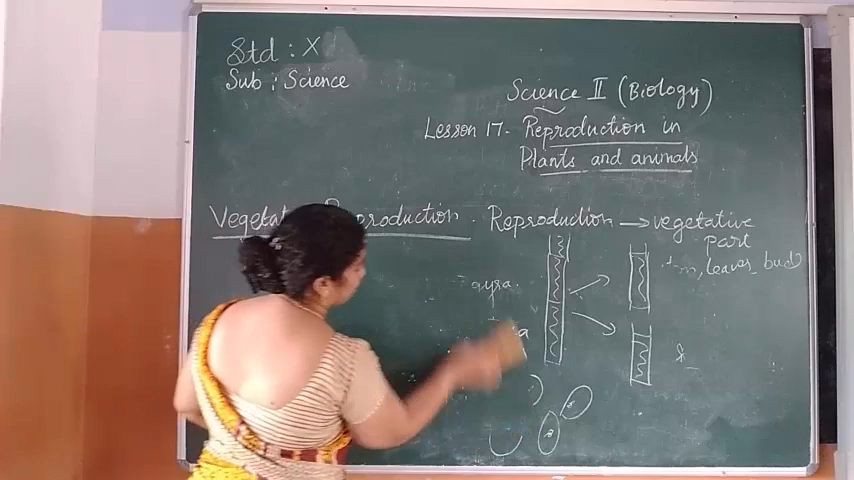 Std : X
Sub : Science
Science II (Biology)
Lesson 17. Reproduction in
Plants and animals
Reproduction. Reproduction → vegetative
part
leaves, bud